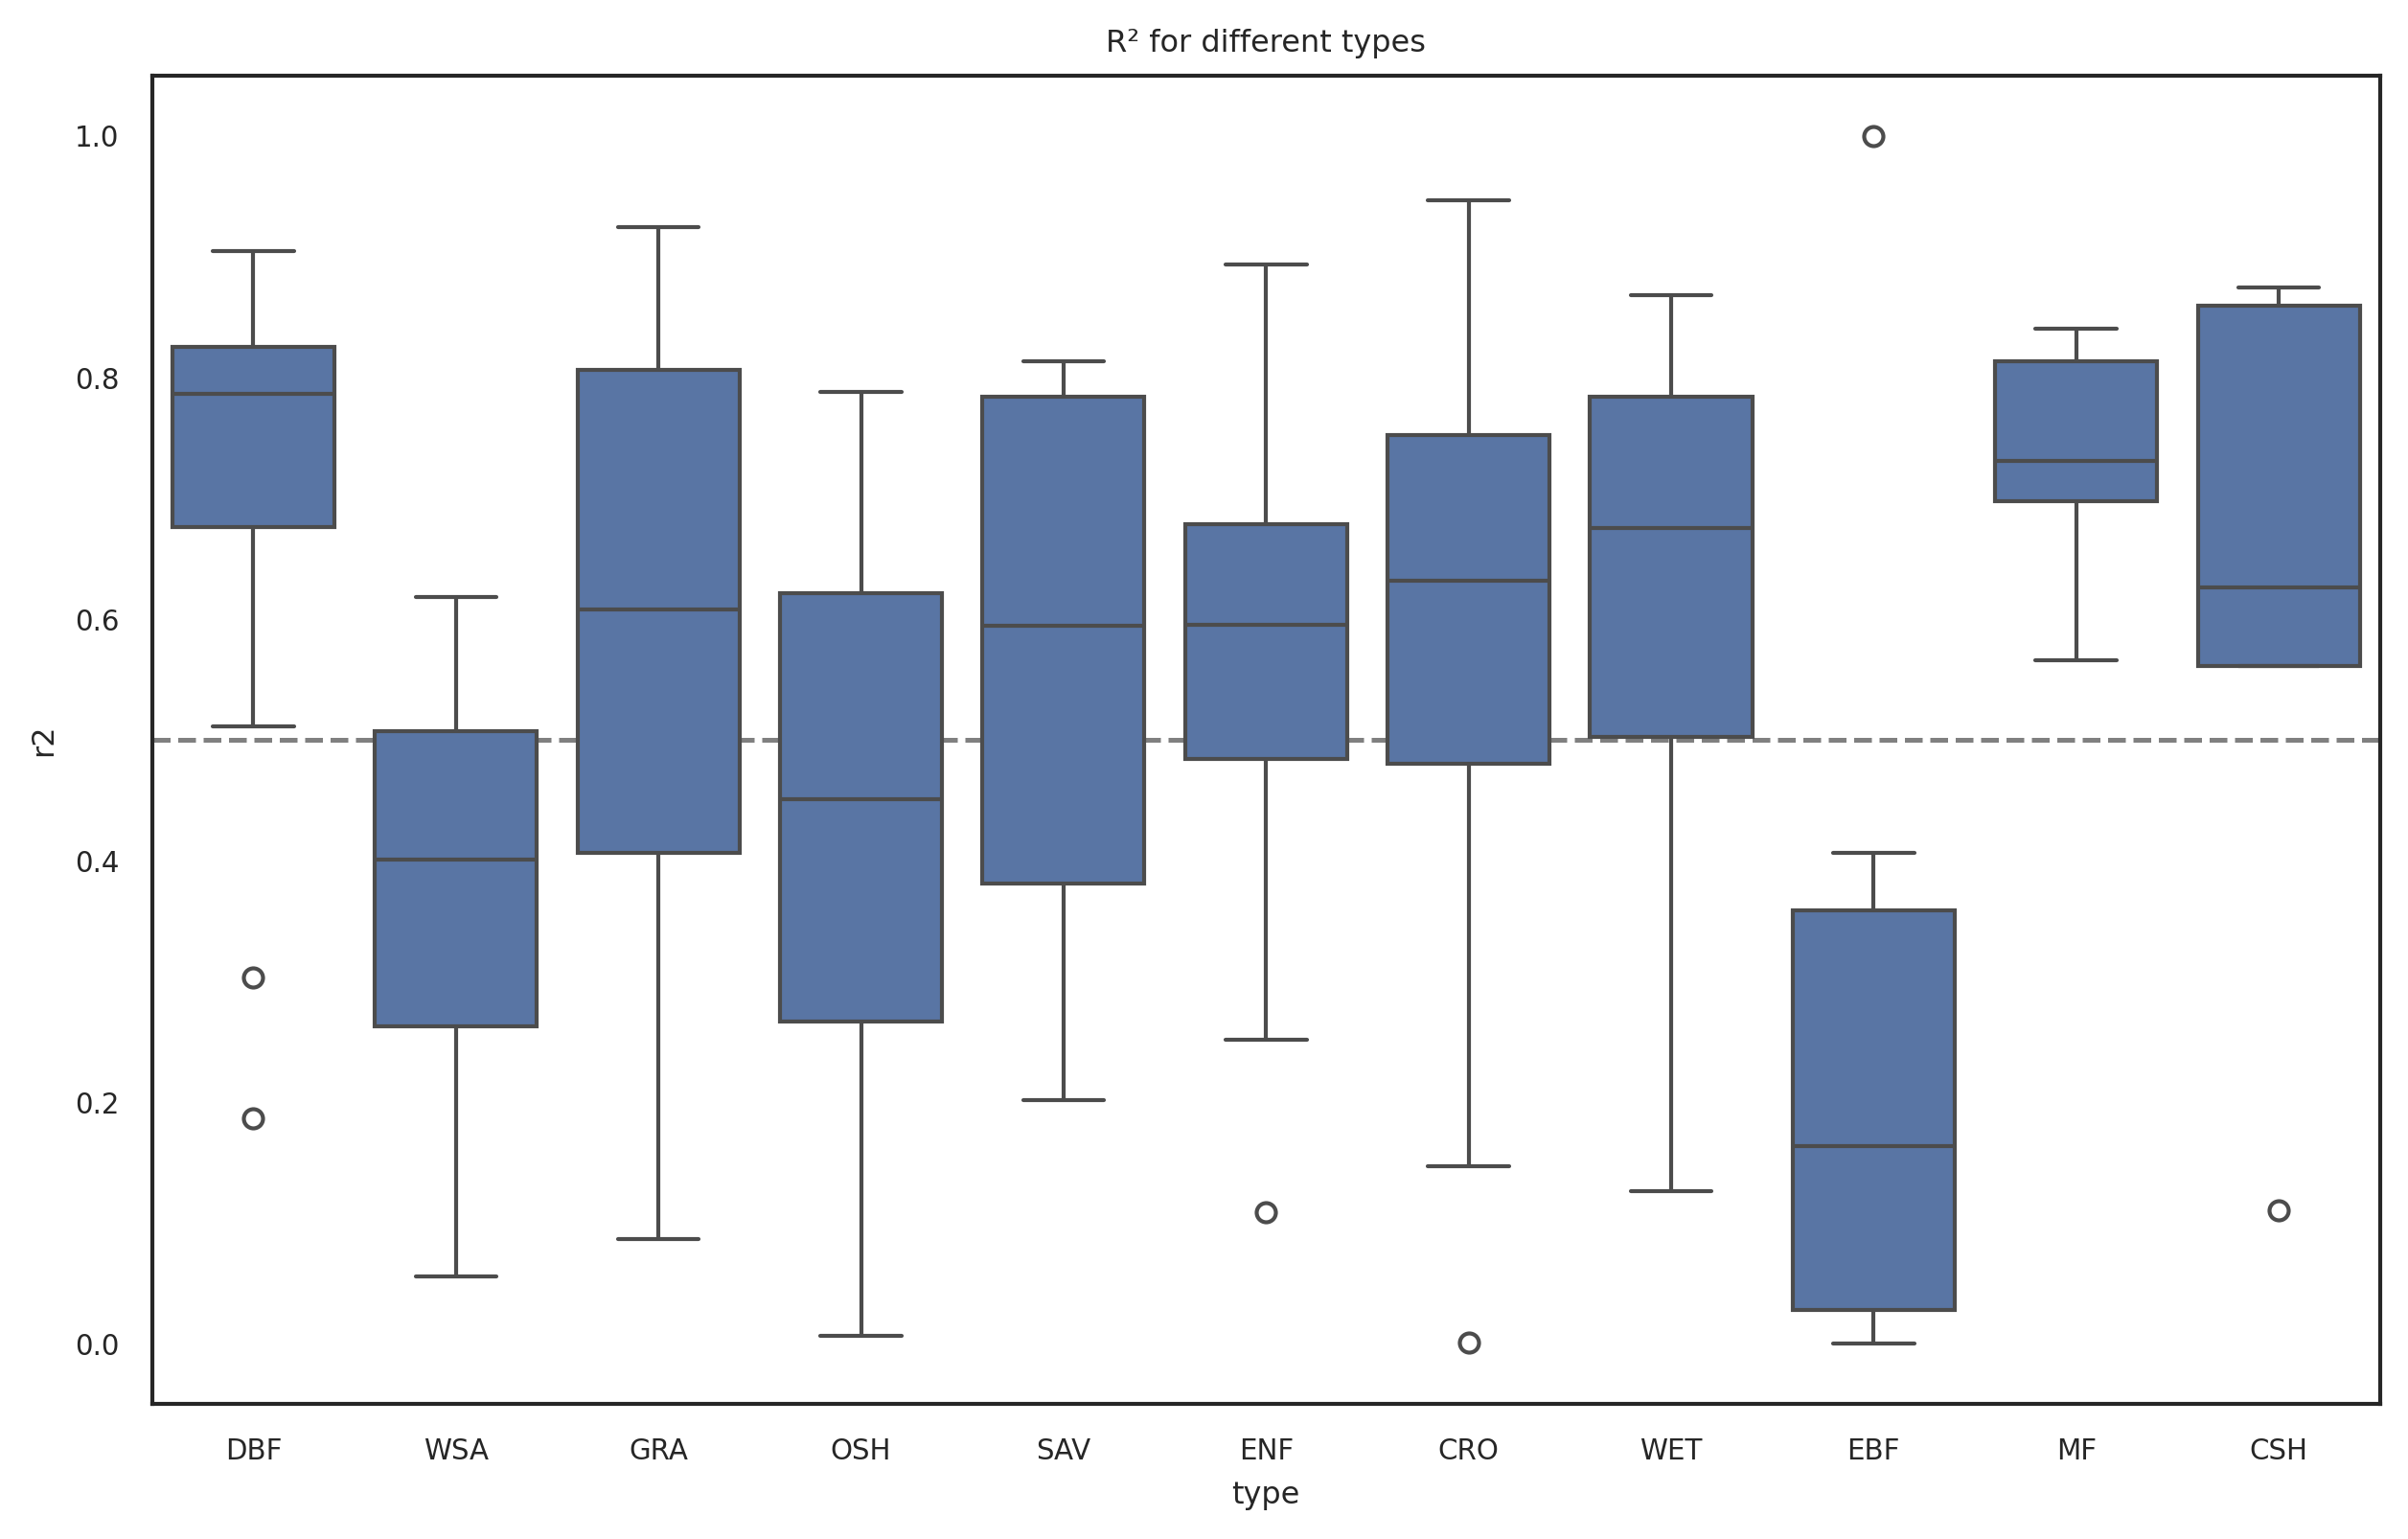 R² for different types
r2
1.0
0.8
0.6
0.4
0.2
0.0
DBF WSA GRA OSH SAV ENF CRO WET EBF MF CSH
type